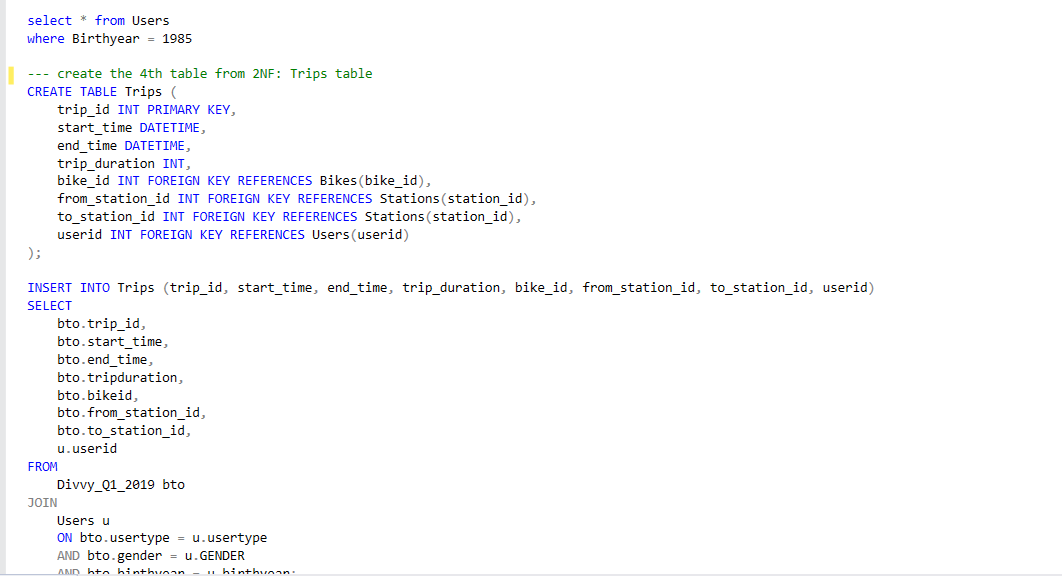 select * from Users
where Birthyear = 1985
--- create the 4th table from 2NF: Trips table
CREATE TABLE Trips (
trip_id INT PRIMARY KEY,
start_time DATETIME,
end_time DATETIME,
trip_duration INT,
bike_id INT FOREIGN KEY REFERENCES Bikes(bike_id),
from_station_id INT FOREIGN KEY REFERENCES Stations(station_id),
to_station_id INT FOREIGN KEY REFERENCES Stations(station_id),
userid INT FOREIGN KEY REFERENCES Users(userid)
);
INSERT INTO Trips (trip_id, start_time, end_time, trip_duration, bike_id, from_station_id, to_station_id, userid)
SELECT
bto.trip_id,
bto.start_time,
bto.end_time,
bto.tripduration,
bto.bikeid,
bto.from_station_id,
bto.to_station_id,
u.userid
FROM
Divvy_Q1_2019 bto
JOIN
Users u
ON bto.usertype = u.usertype
AND bto.gender = u.GENDER
AND bto.birthyear = u.birthyear;